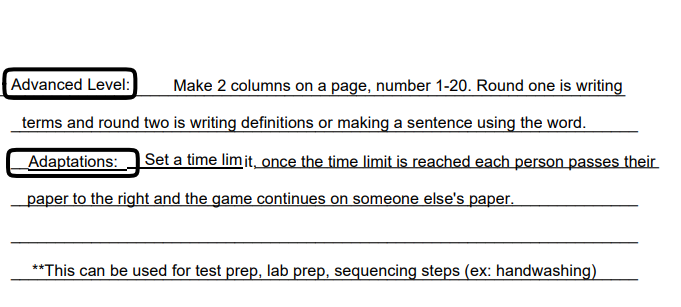 Advanced Level: Make 2 columns on a page, number 1-20. Round one is writing
terms and round two is writing definitions or making a sentence using the word.
Adaptations: Set a time limit, once the time limit is reached each person passes their
paper to the right and the game continues on someone else's paper.
**This can be used for test prep, lab prep, sequencing steps (ex: handwashing)